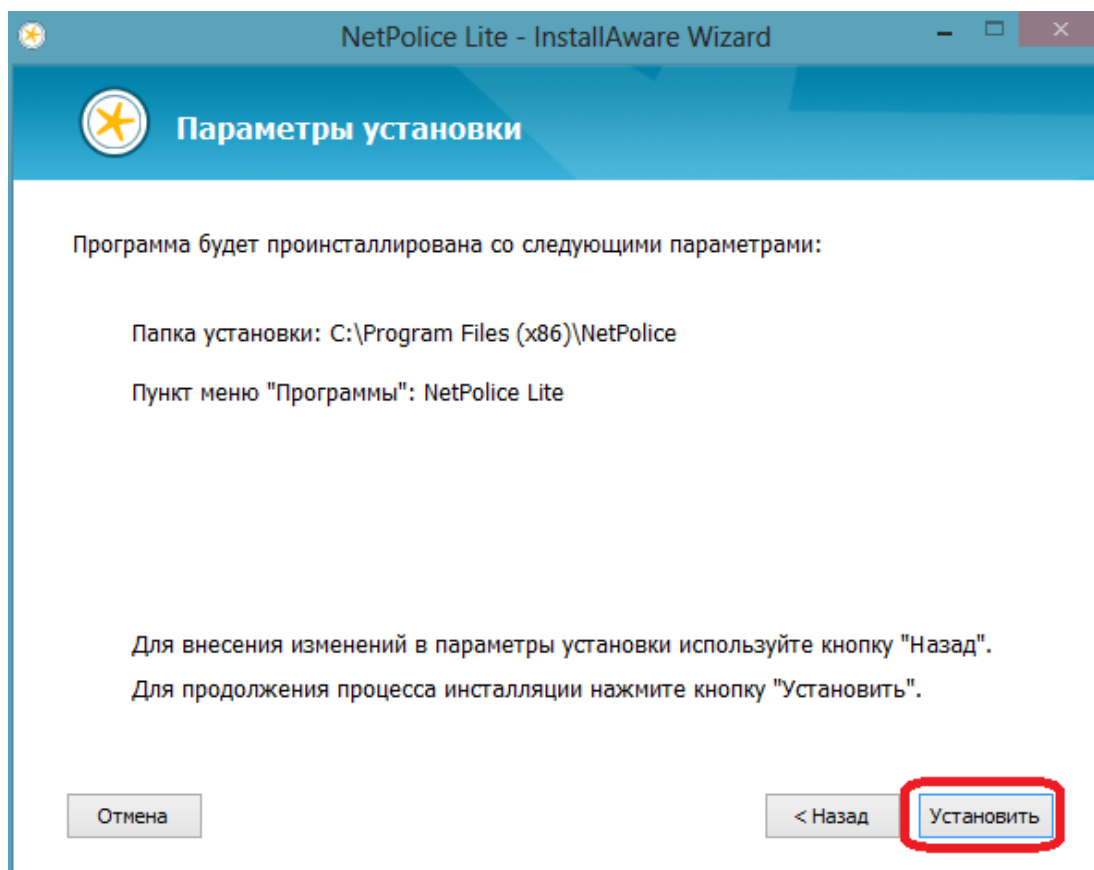 NetPolice Lite - InstallAware Wizard
Параметры установки
Программа будет проинсталлирована со следующими параметрами:
Папка установки: C:\Program Files (x86)\NetPolice
Пункт меню "Программы": NetPolice Lite
Для внесения изменений в параметры установки используйте кнопку "Назад".
Для продолжения процесса инсталляции нажмите кнопку "Установить".
Отмена
< Назад
Установить